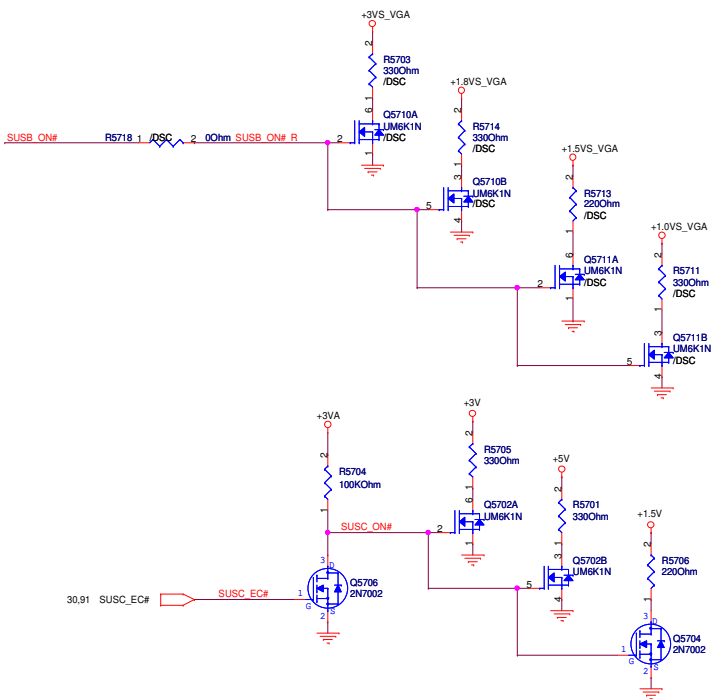 +3VS_VGA
2
R5703
330Ohm
/DSC
1
6
Q5710A
UM6K1N
/DSC
2
1
SUSB_ON#
R5718 1 /DSC 2 0Ohm SUSB_ON#_R
+1.8VS_VGA
2
R5714
330Ohm
/DSC
1
3
Q5710B
UM6K1N
/DSC
5
4
+1.5VS_VGA
2
R5713
220Ohm
/DSC
1
6
Q5711A
UM6K1N
/DSC
2
1
+1.0VS_VGA
2
R5711
330Ohm
/DSC
1
3
Q5711B
UM6K1N
/DSC
5
4
+3VA
2
R5704
100KOhm
1
SUSC_ON#
3 D
Q5706
2N7002
1
G
2 S
30,91 SUSC_EC#
SUSC_EC#
+3V
2
R5705
330Ohm
1
6
Q5702A
UM6K1N
2
1
+5V
2
R5701
330Ohm
1
3
Q5702B
UM6K1N
5
4
+1.5V
2
R5706
220Ohm
1
3 D
Q5704
2N7002
1
G
2 S